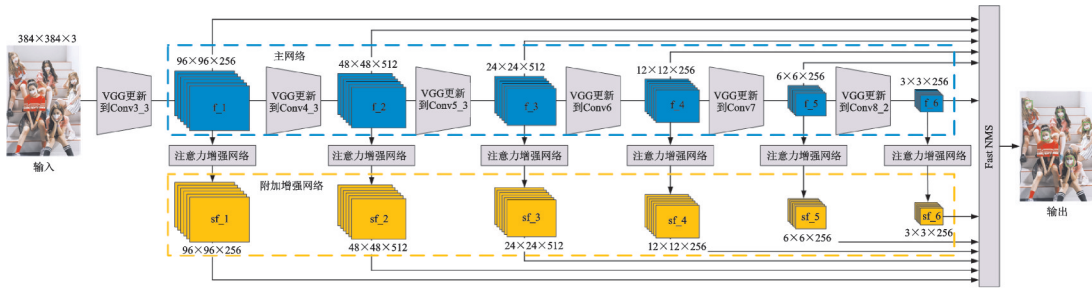 384×384×3
输入
VGG更新
到Conv3_3
主网络
96×96×256
f_1
VGG更新
到Conv4_3
48×48×512
f_2
VGG更新
到Conv5_3
24×24×512
f_3
VGG更新
到Conv6
12×12×256
f_4
VGG更新
到Conv7
6×6×256
f_5
VGG更新
到Conv8_2
3×3×256
f_6
注意力增强网络
注意力增强网络
注意力增强网络
注意力增强网络
注意力增强网络
注意力增强网络
附加增强网络
sf_1
96×96×256
sf_2
48×48×512
sf_3
24×24×512
sf_4
12×12×256
sf_5
6×6×256
sf_6
3×3×256
Fast NMS
输出